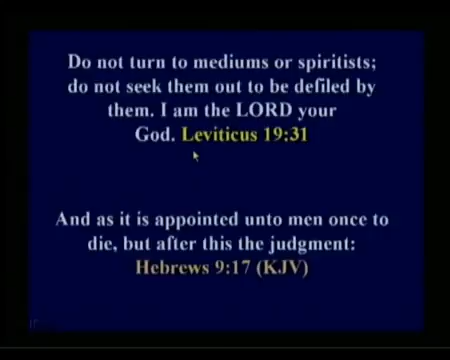 Do not turn to mediums or spiritists;
do not seek them out to be defiled by
them. I am the LORD your
God. Leviticus 19:31
And as it is appointed unto men once to
die, but after this the judgment:
Hebrews 9:17 (KJV)